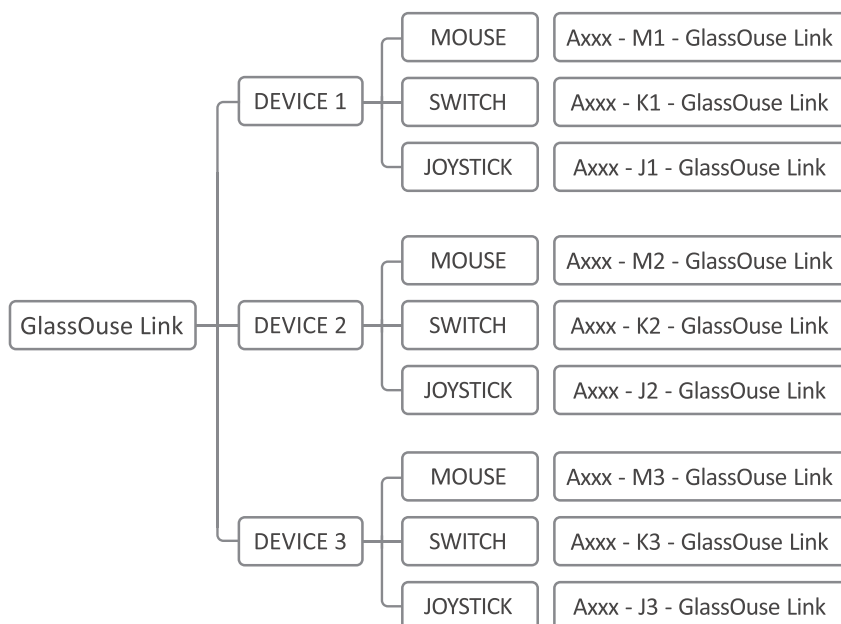 MOUSE Axxx - M1 - GlassOuse Link
DEVICE 1 SWITCH Axxx - K1 - GlassOuse Link
JOYSTICK Axxx - J1 - GlassOuse Link
MOUSE Axxx - M2 - GlassOuse Link
GlassOuse Link DEVICE 2 SWITCH Axxx - K2 - GlassOuse Link
JOYSTICK Axxx - J2 - GlassOuse Link
MOUSE Axxx - M3 - GlassOuse Link
DEVICE 3 SWITCH Axxx - K3 - GlassOuse Link
JOYSTICK Axxx - J3 - GlassOuse Link